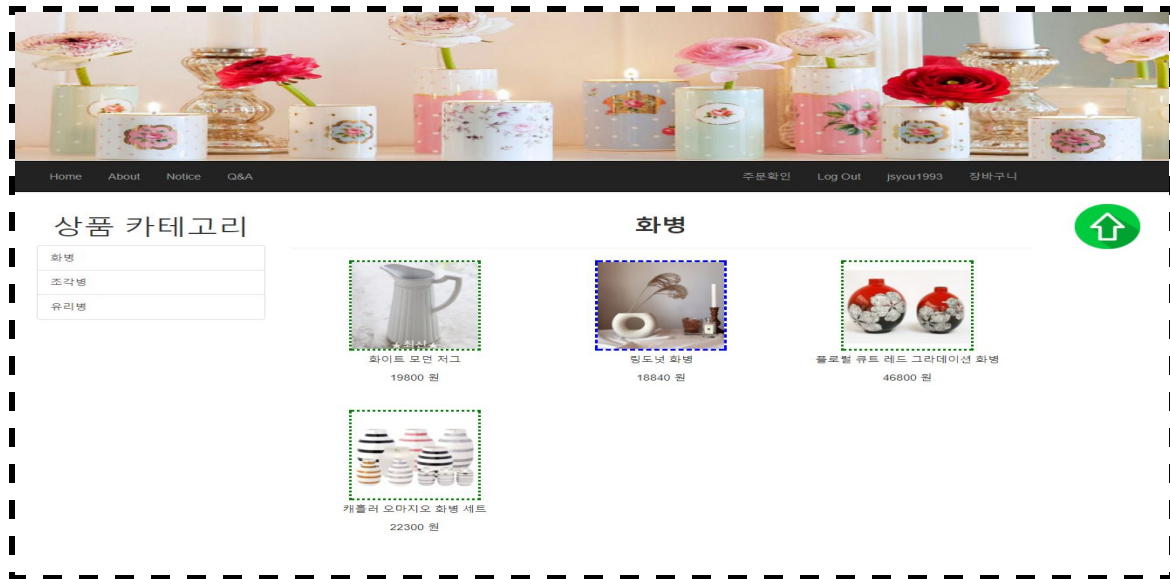 Home About Notice Q&A 주문확인 Log Out jsyou1993 장바구니
상품 카테고리
화병
조각병
유리병
화병
★최신★
화이트 모던 저그
19800 원
링도넛 화병
18840 원
플로럴 큐트 레드 그라데이션 화병
46800 원
캐흘러 오마지오 화병 세트
22300 원